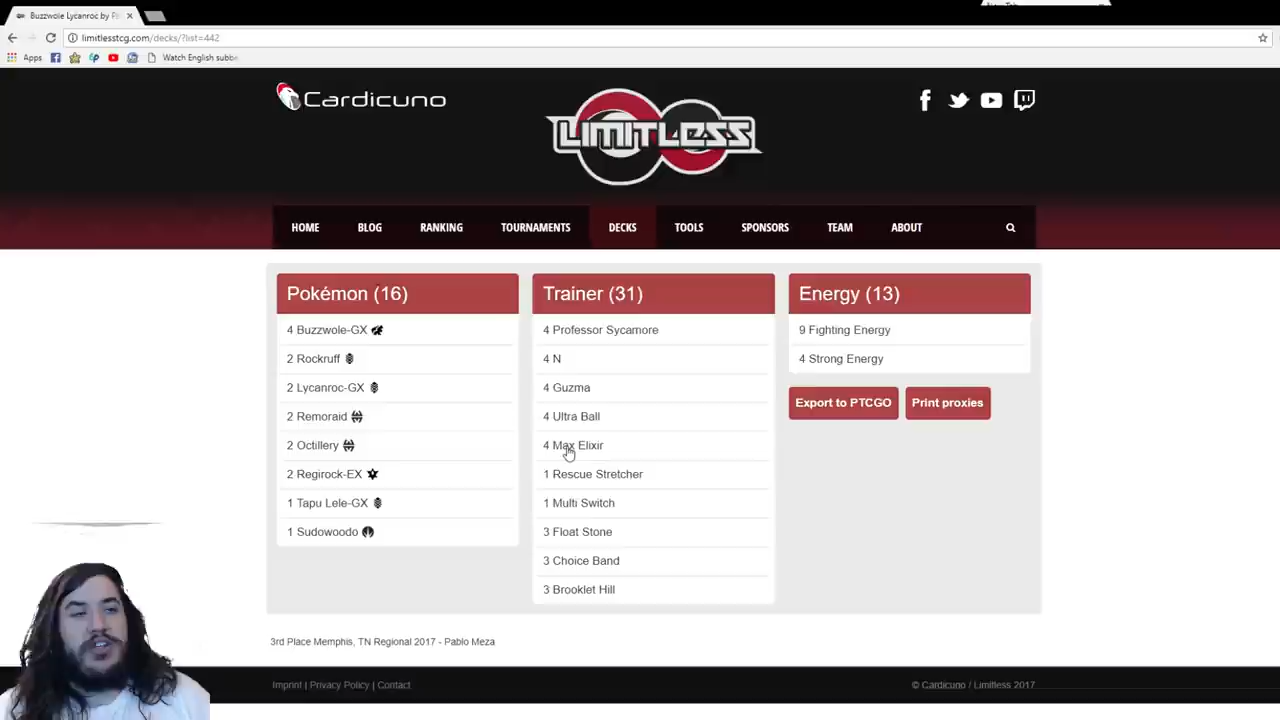 Buzzwole Lycanroc by P
limitlesstcg.com/decks/?list=442
Apps
Watch English subbe
Cardicuno
LIMITLESS
HOME
BLOG
RANKING
TOURNAMENTS
DECKS
TOOLS
SPONSORS
TEAM
ABOUT
Pokémon (16)
4 Buzzwole-GX
2 Rockruff
2 Lycanroc-GX
2 Remoraid
2 Octillery
2 Regirock-EX
1 Tapu Lele-GX
1 Sudowoodo
Trainer (31)
4 Professor Sycamore
4 N
4 Guzma
4 Ultra Ball
4 Max Elixir
1 Rescue Stretcher
1 Multi Switch
3 Float Stone
3 Choice Band
3 Brooklet Hill
Energy (13)
9 Fighting Energy
4 Strong Energy
Export to PTCGO
Print proxies
3rd Place Memphis, TN Regional 2017 - Pablo Meza
Imprint | Privacy Policy | Contact
© Cardicuno / Limitless 2017